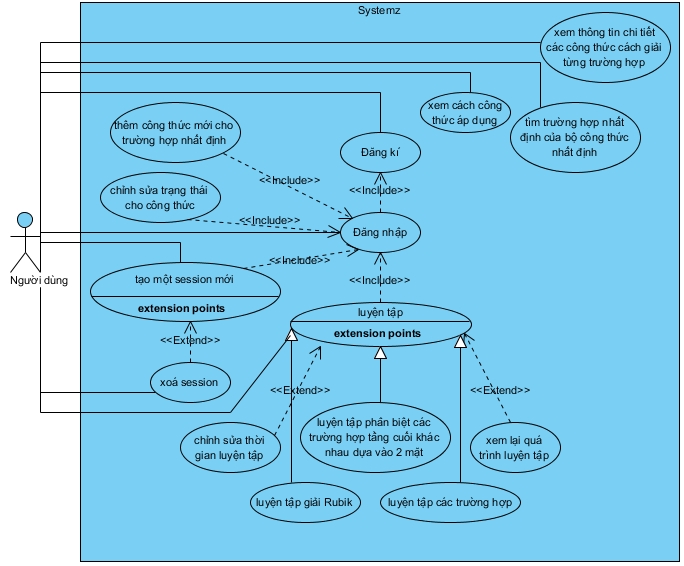 Systemz
xem thông tin chi tiết
các công thức cách giải
từng trường hợp
xem cách công
thức áp dụng
tìm trường hợp nhất
định của bộ công thức
nhất định
thêm công thức mới cho
trường hợp nhất định
Đăng kí
<<Include>>
<<Include>>
chỉnh sửa trạng thái
cho công thức
<<Include>>
Đăng nhập
Người dùng
<<Include>>
<<Include>>
tạo một session mới
extension points
luyện tập
extension points
<<Extend>>
xoá session
<<Extend>>
<<Extend>>
chỉnh sửa thời
gian luyện tập
luyện tập phân biệt các
trường hợp tầng cuối khác
nhau dựa vào 2 mặt
xem lại quá
trình luyện tập
luyện tập giải Rubik
luyện tập các trường hợp